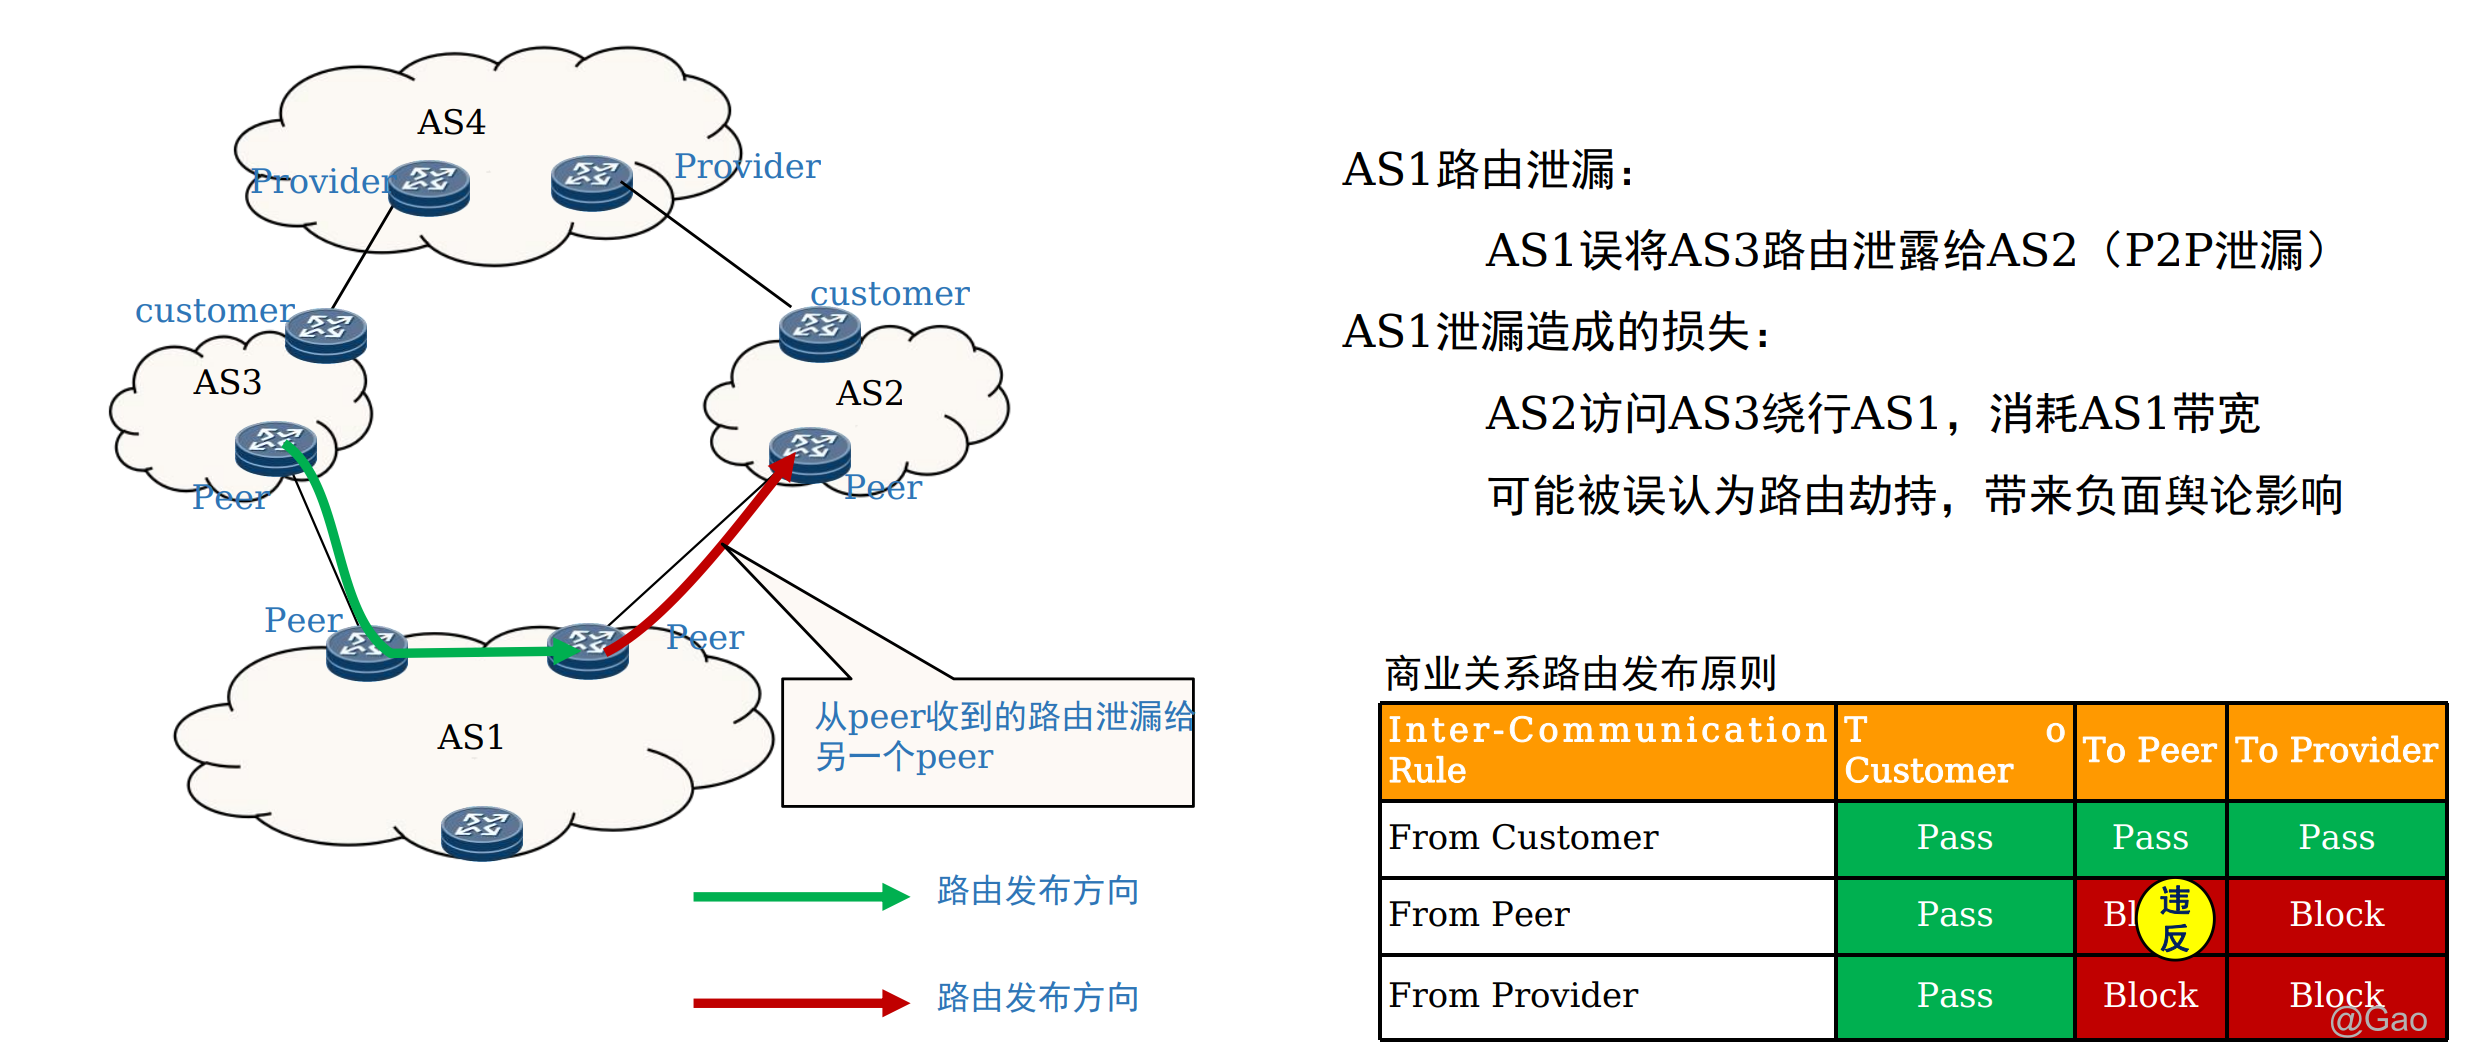 AS4
Provider
Provider
customer
customer
AS3
AS2
Peer
Peer
Peer
Peer
AS1
从peer收到的路由泄漏给
另一个peer
路由发布方向
路由发布方向
AS1路由泄漏：
AS1误将AS3路由泄露给AS2（P2P泄漏）
AS1泄漏造成的损失：
AS2访问AS3绕行AS1，消耗AS1带宽
可能被误认为路由劫持，带来负面舆论影响
商业关系路由发布原则
Inter-Communication Rule
To Customer
To Peer
To Provider
From Customer
Pass
Pass
Pass
From Peer
Pass
违反
Block
From Provider
Pass
Block
Block
@Gao